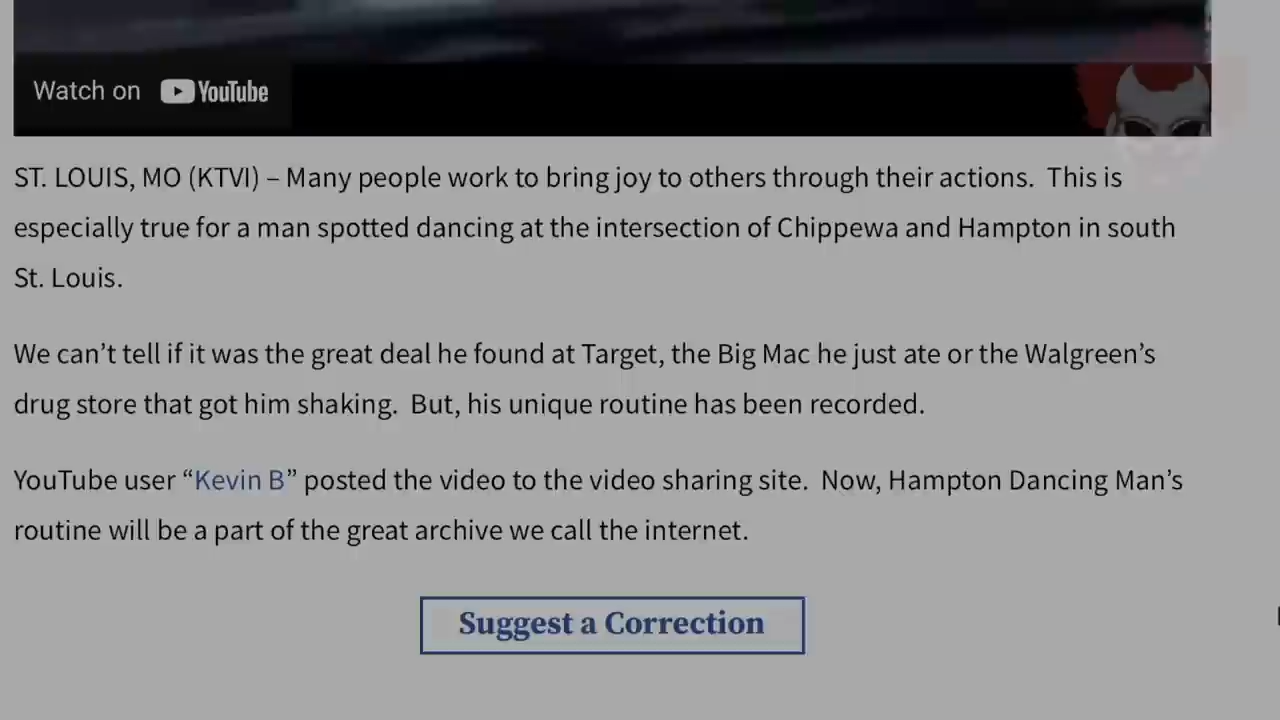 Watch on YouTube
ST. LOUIS, MO (KTVI) – Many people work to bring joy to others through their actions.  This is
especially true for a man spotted dancing at the intersection of Chippewa and Hampton in south
St. Louis.
We can’t tell if it was the great deal he found at Target, the Big Mac he just ate or the Walgreen’s
drug store that got him shaking.  But, his unique routine has been recorded.
YouTube user “Kevin B” posted the video to the video sharing site.  Now, Hampton Dancing Man’s
routine will be a part of the great archive we call the internet.
Suggest a Correction